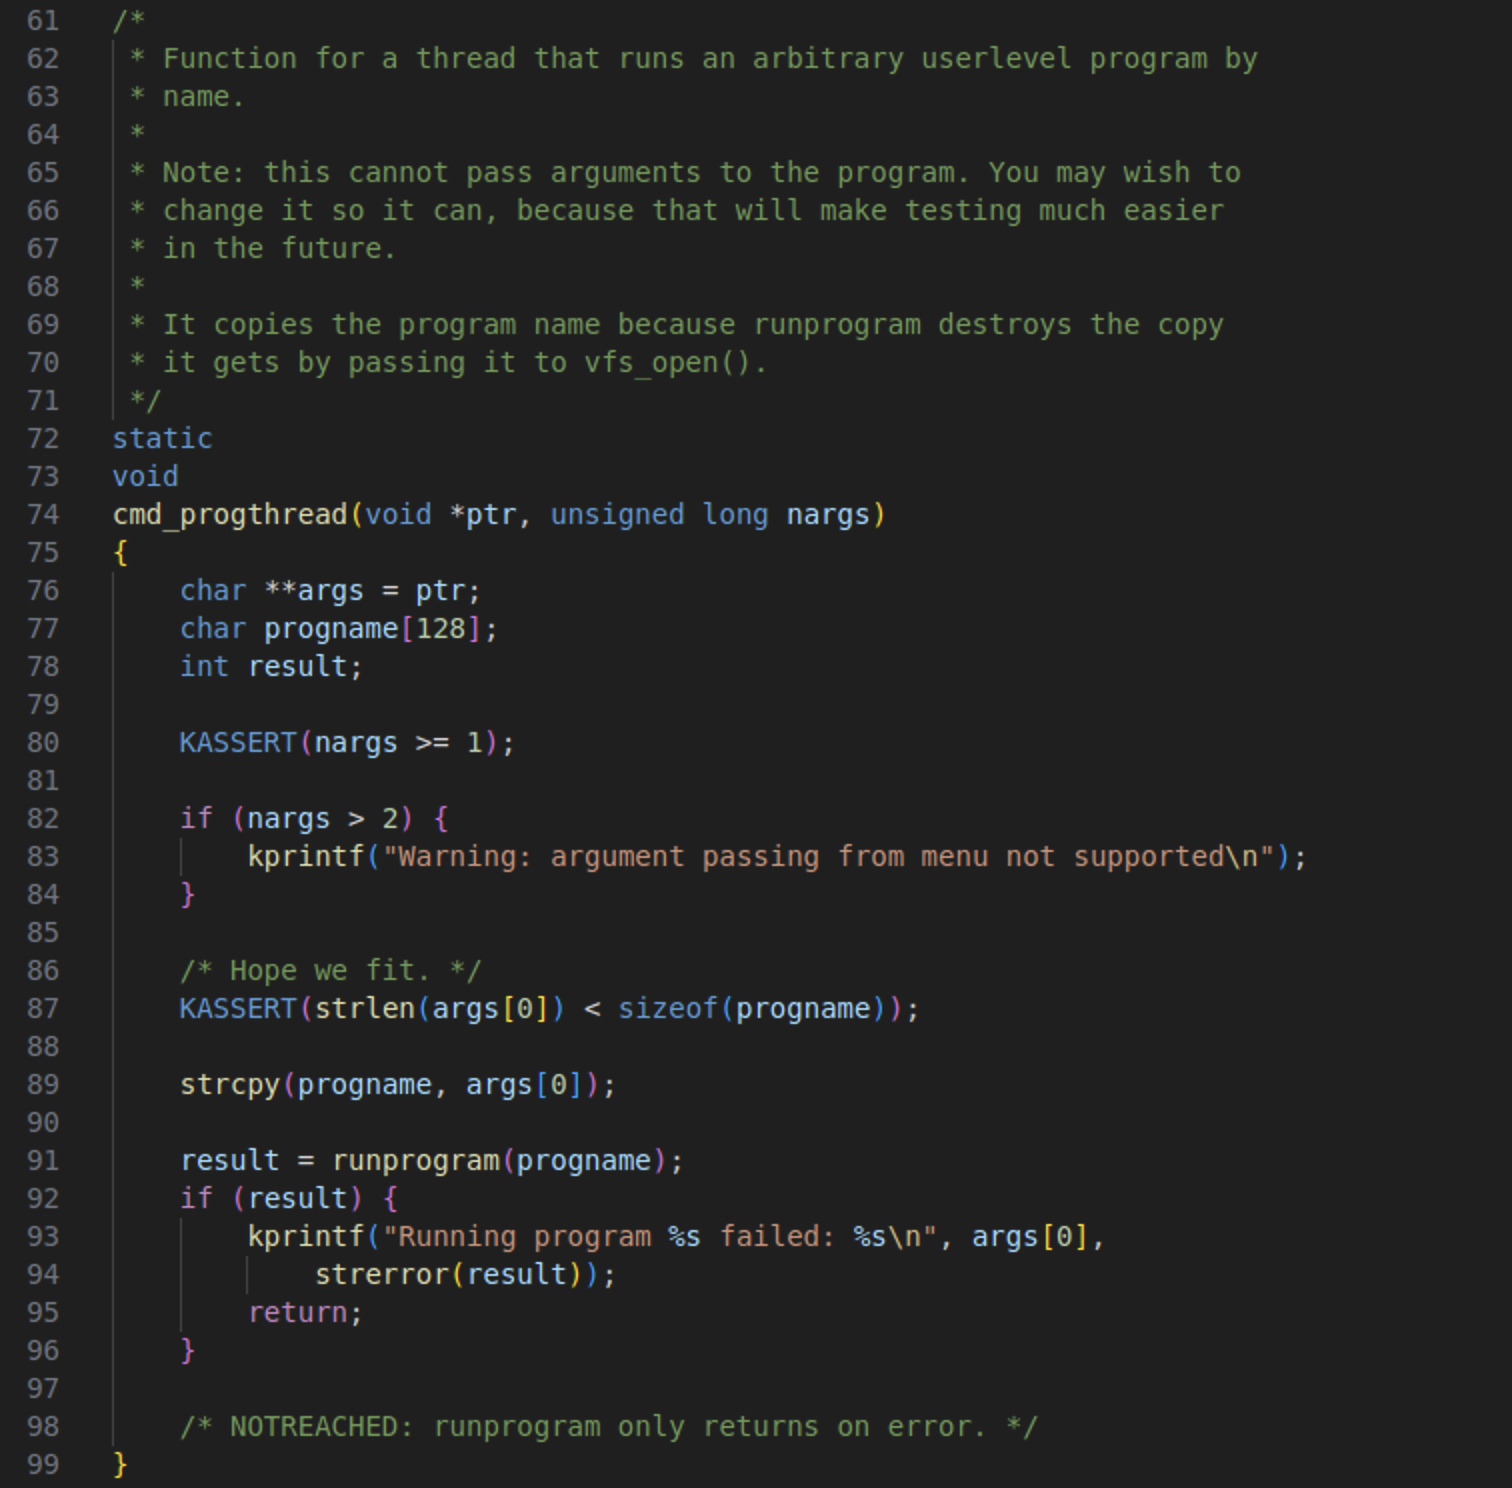 61 /*
62  * Function for a thread that runs an arbitrary userlevel program by
63  * name.
64  *
65  * Note: this cannot pass arguments to the program. You may wish to
66  * change it so it can, because that will make testing much easier
67  * in the future.
68  *
69  * It copies the program name because runprogram destroys the copy
70  * it gets by passing it to vfs_open().
71  */
72 static
73 void
74 cmd_progthread(void *ptr, unsigned long nargs)
75 {
76     char **args = ptr;
77     char progname[128];
78     int result;
79
80     KASSERT(nargs >= 1);
81
82     if (nargs > 2) {
83         kprintf("Warning: argument passing from menu not supported\n");
84     }
85
86     /* Hope we fit. */
87     KASSERT(strlen(args[0]) < sizeof(progname));
88
89     strcpy(progname, args[0]);
90
91     result = runprogram(progname);
92     if (result) {
93         kprintf("Running program %s failed: %s\n", args[0],
94             strerror(result));
95         return;
96     }
97
98     /* NOTREACHED: runprogram only returns on error. */
99 }